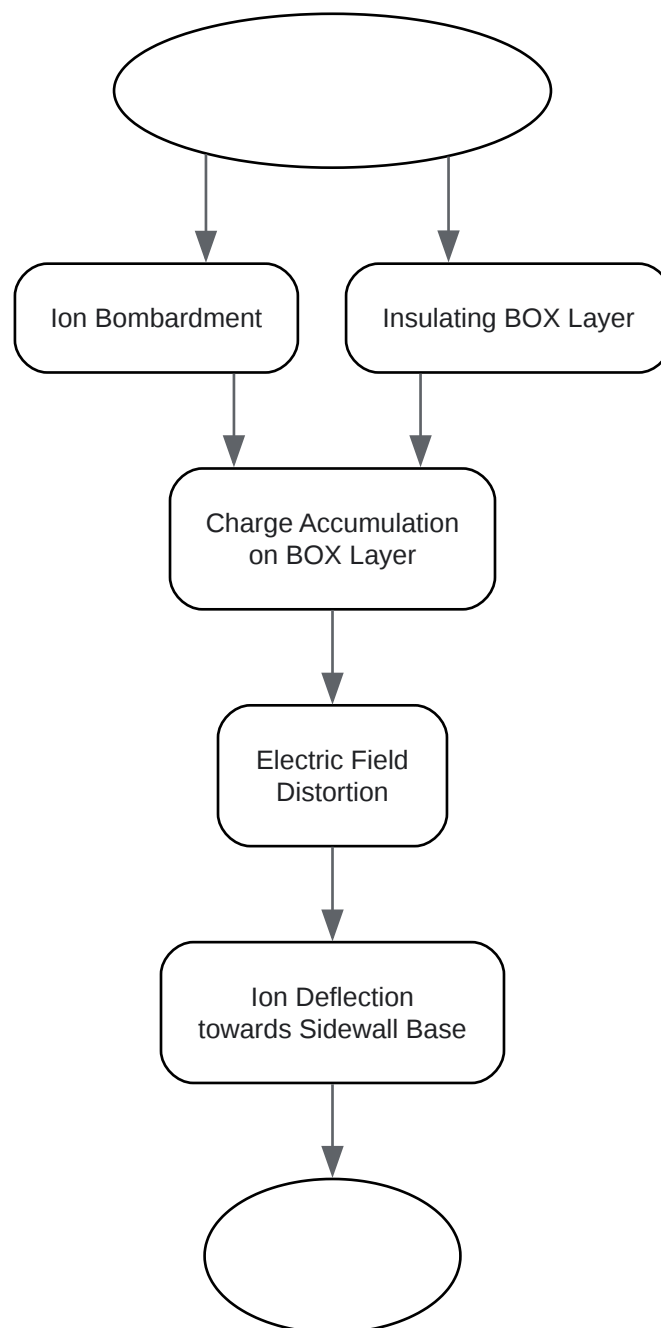 Ion Bombardment
Insulating BOX Layer
Charge Accumulation
on BOX Layer
Electric Field
Distortion
Ion Deflection
towards Sidewall Base